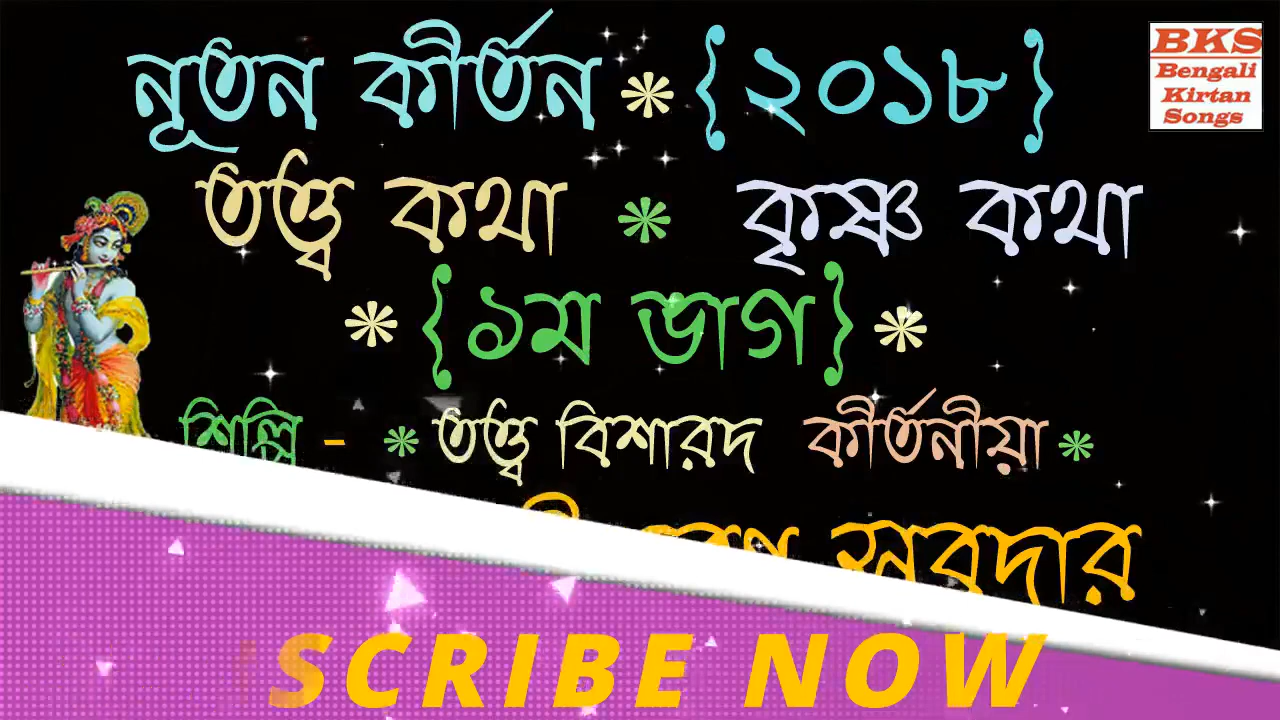 নূতন কীর্তন * {২০১৮}
BKS
Bengali
Kirtan
Songs
তত্ত্ব কথা * কৃষ্ণ কথা
* {১ম ভাগ} *
শিল্পি - * তত্ত্ব বিশারদ কীর্তনীয়া *
সরদার
SCRIBE NOW